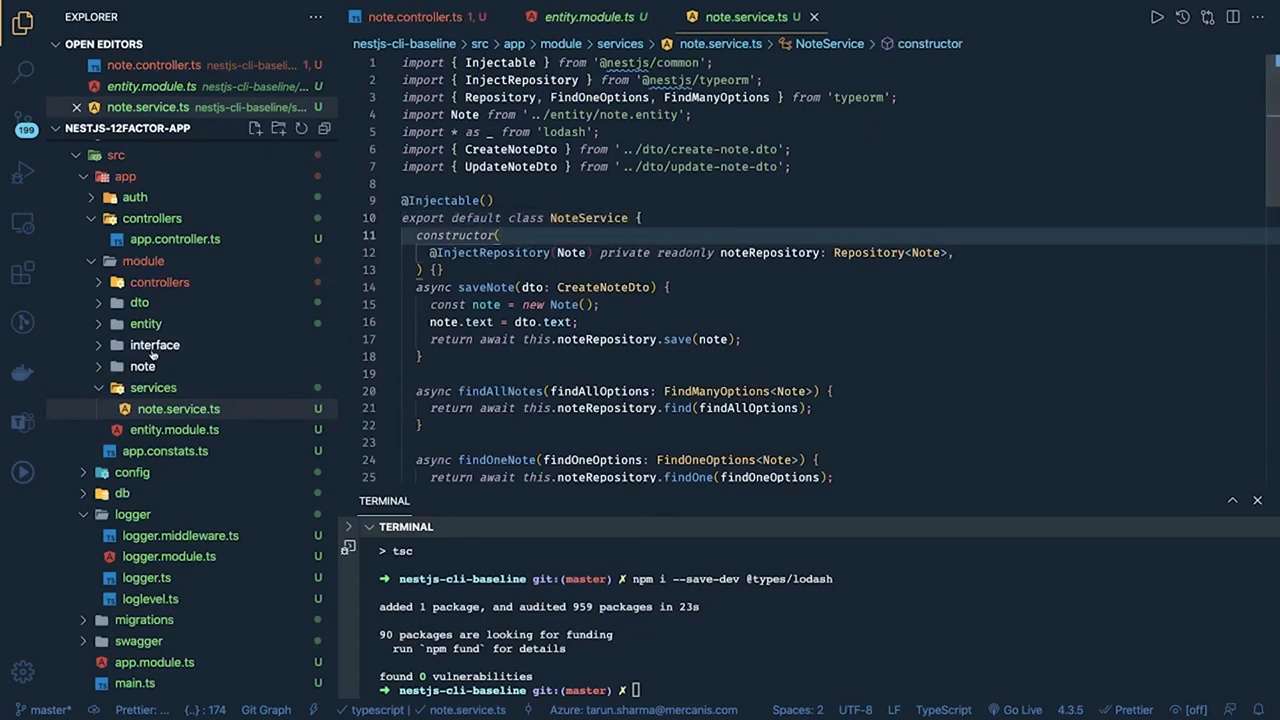 EXPLORER
OPEN EDITORS
note.controller.ts nestjs-cli-baseli... 1, U
entity.module.ts nestjs-cli-baseline/...
note.service.ts nestjs-cli-baseline/s...
NESTJS-12FACTOR-APP
199
src
app
auth
controllers
app.controller.ts U
module
controllers
dto
entity
interface
note
services
note.service.ts U
entity.module.ts U
app.constats.ts U
config
db
logger
logger.middleware.ts U
logger.module.ts U
logger.ts U
loglevel.ts U
migrations
swagger
app.module.ts U
main.ts U
note.controller.ts 1, U
entity.module.ts U
note.service.ts U
nestjs-cli-baseline > src > app > module > services > note.service.ts > NoteService > constructor
1 import { Injectable } from '@nestjs/common';
2 import { InjectRepository } from '@nestjs/typeorm';
3 import { Repository, FindOneOptions, FindManyOptions } from 'typeorm';
4 import Note from '../entity/note.entity';
5 import * as _ from 'lodash';
6 import { CreateNoteDto } from '../dto/create-note.dto';
7 import { UpdateNoteDto } from '../dto/update-note-dto';
8
9 @Injectable()
10 export default class NoteService {
11 constructor(
12 @InjectRepository(Note) private readonly noteRepository: Repository<Note>,
13 ) {}
14 async saveNote(dto: CreateNoteDto) {
15 const note = new Note();
16 note.text = dto.text;
17 return await this.noteRepository.save(note);
18 }
19
20 async findAllNotes(findAllOptions: FindManyOptions<Note>) {
21 return await this.noteRepository.find(findAllOptions);
22 }
23
24 async findOneNote(findOneOptions: FindOneOptions<Note>) {
25 return await this.noteRepository.findOne(findOneOptions);
TERMINAL
TERMINAL
> tsc
➜ nestjs-cli-baseline git:(master) ✗ npm i --save-dev @types/lodash
added 1 package, and audited 959 packages in 23s
90 packages are looking for funding
run `npm fund` for details
found 0 vulnerabilities
➜ nestjs-cli-baseline git:(master) ✗
master* Prettier: ... {..} : 174 Git Graph typescript | note.service.ts Azure: tarun.sharma@mercanis.com Spaces: 2 UTF-8 LF TypeScript Go Live 4.3.5 Prettier [off]